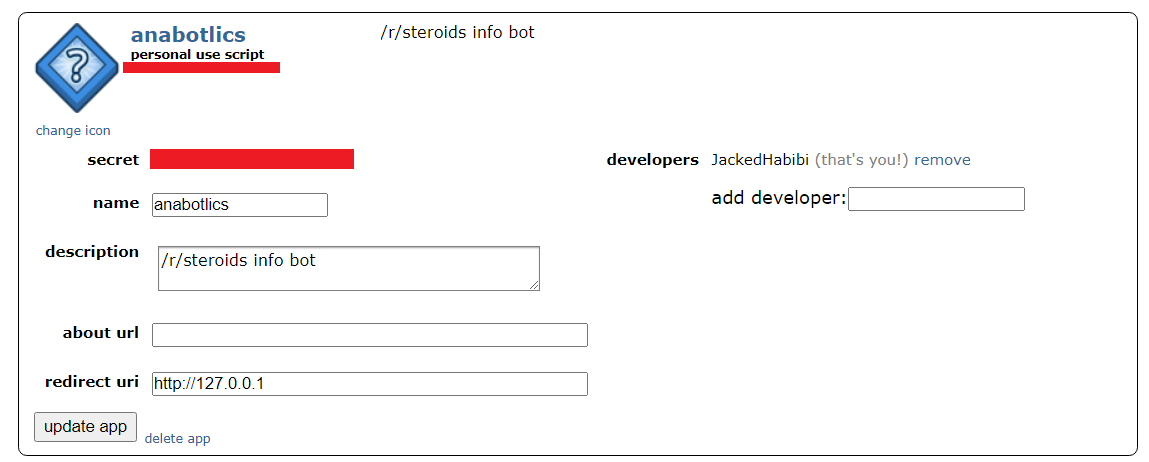 anabotlics
/r/steroids info bot
personal use script
change icon
secret
developers JackedHabibi (that's you!) remove
name anabotlics
add developer:
description /r/steroids info bot
about url
redirect uri http://127.0.0.1
update app delete app